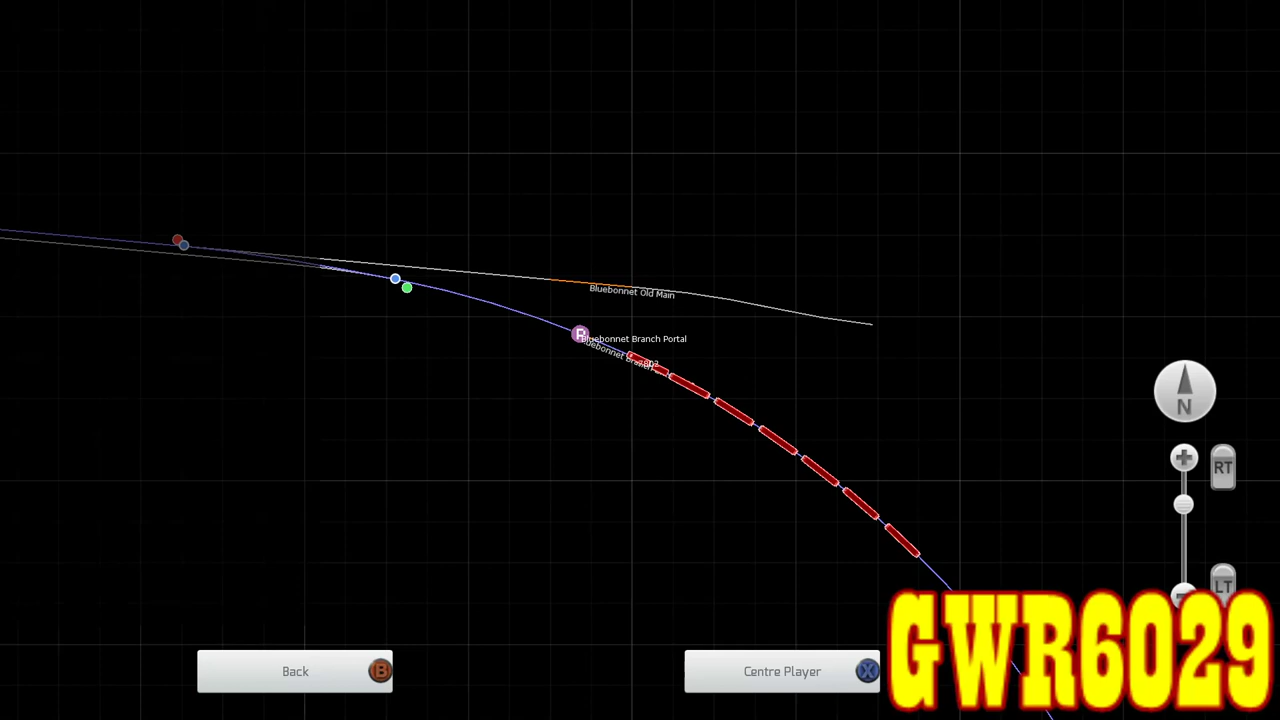 Bluebonnet Old Main
P
Bluebonnet Branch Portal
N
RT
LT
Back B
Centre Player X
GWR6029